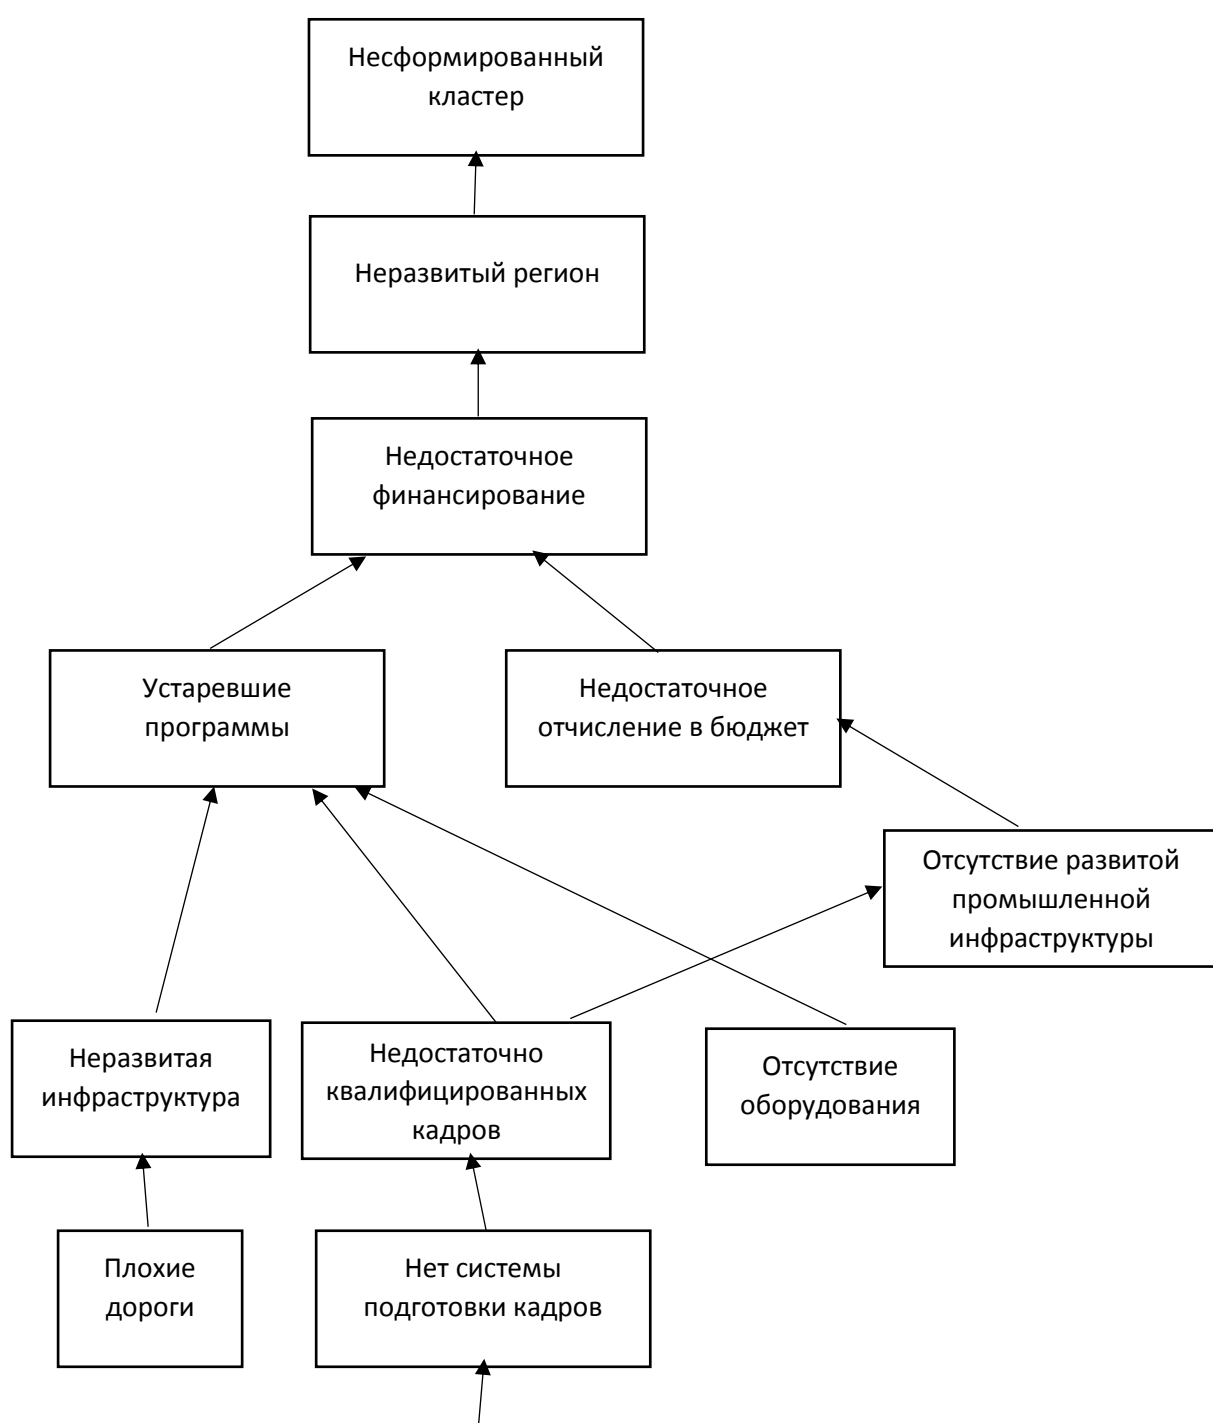 Несформированный
кластер
Неразвитый регион
Недостаточное
финансирование
Устаревшие
программы
Недостаточное
отчисление в бюджет
Отсутствие развитой
промышленной
инфраструктуры
Неразвитая
инфраструктура
Недостаточно
квалифицированных
кадров
Отсутствие
оборудования
Плохие
дороги
Нет системы
подготовки кадров